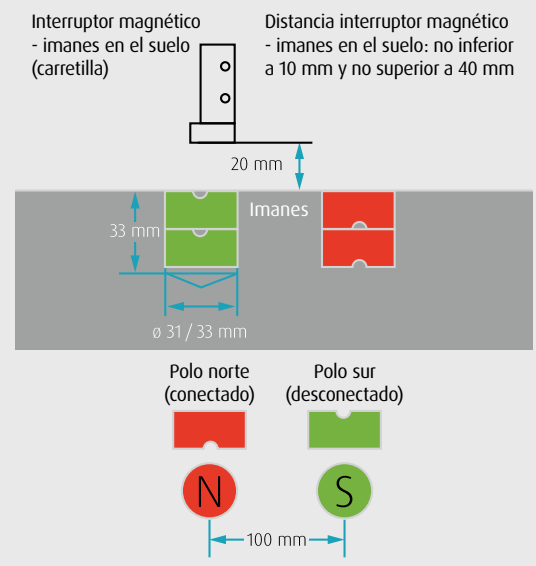 Interruptor magnético
- imanes en el suelo
(carretilla)
Distancia interruptor magnético
- imanes en el suelo: no inferior
a 10 mm y no superior a 40 mm
20 mm
Imanes
33 mm
ø 31 / 33 mm
Polo norte
(conectado)
Polo sur
(desconectado)
N
S
100 mm